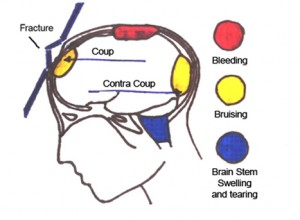 Fracture
Coup
Contra Coup
Bleeding
Bruising
Brain Stem
Swelling
and tearing